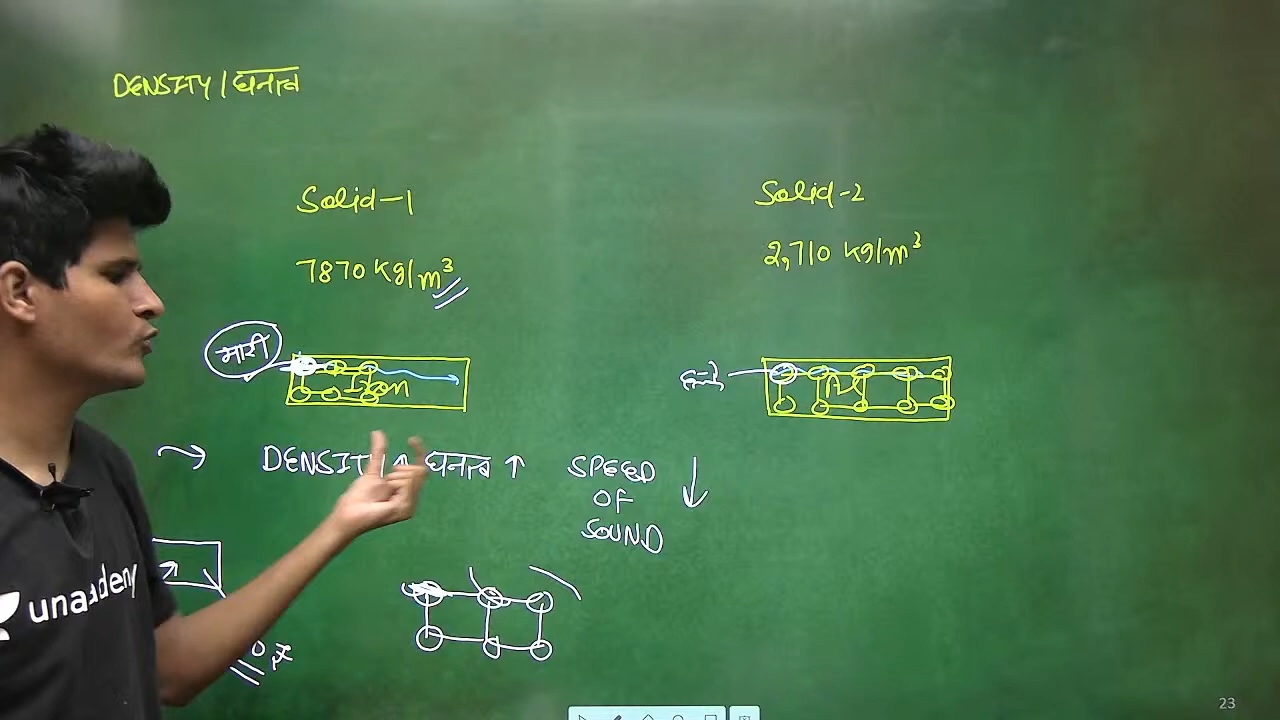 DENSITY / घनत्व
Solid-1
Solid-2
7870 Kg/m³
2,710 Kg/m³
भारी
Iron
Al
DENSITY ↑ घनत्व ↑
SPEED
OF
SOUND ↓
unacademy
23